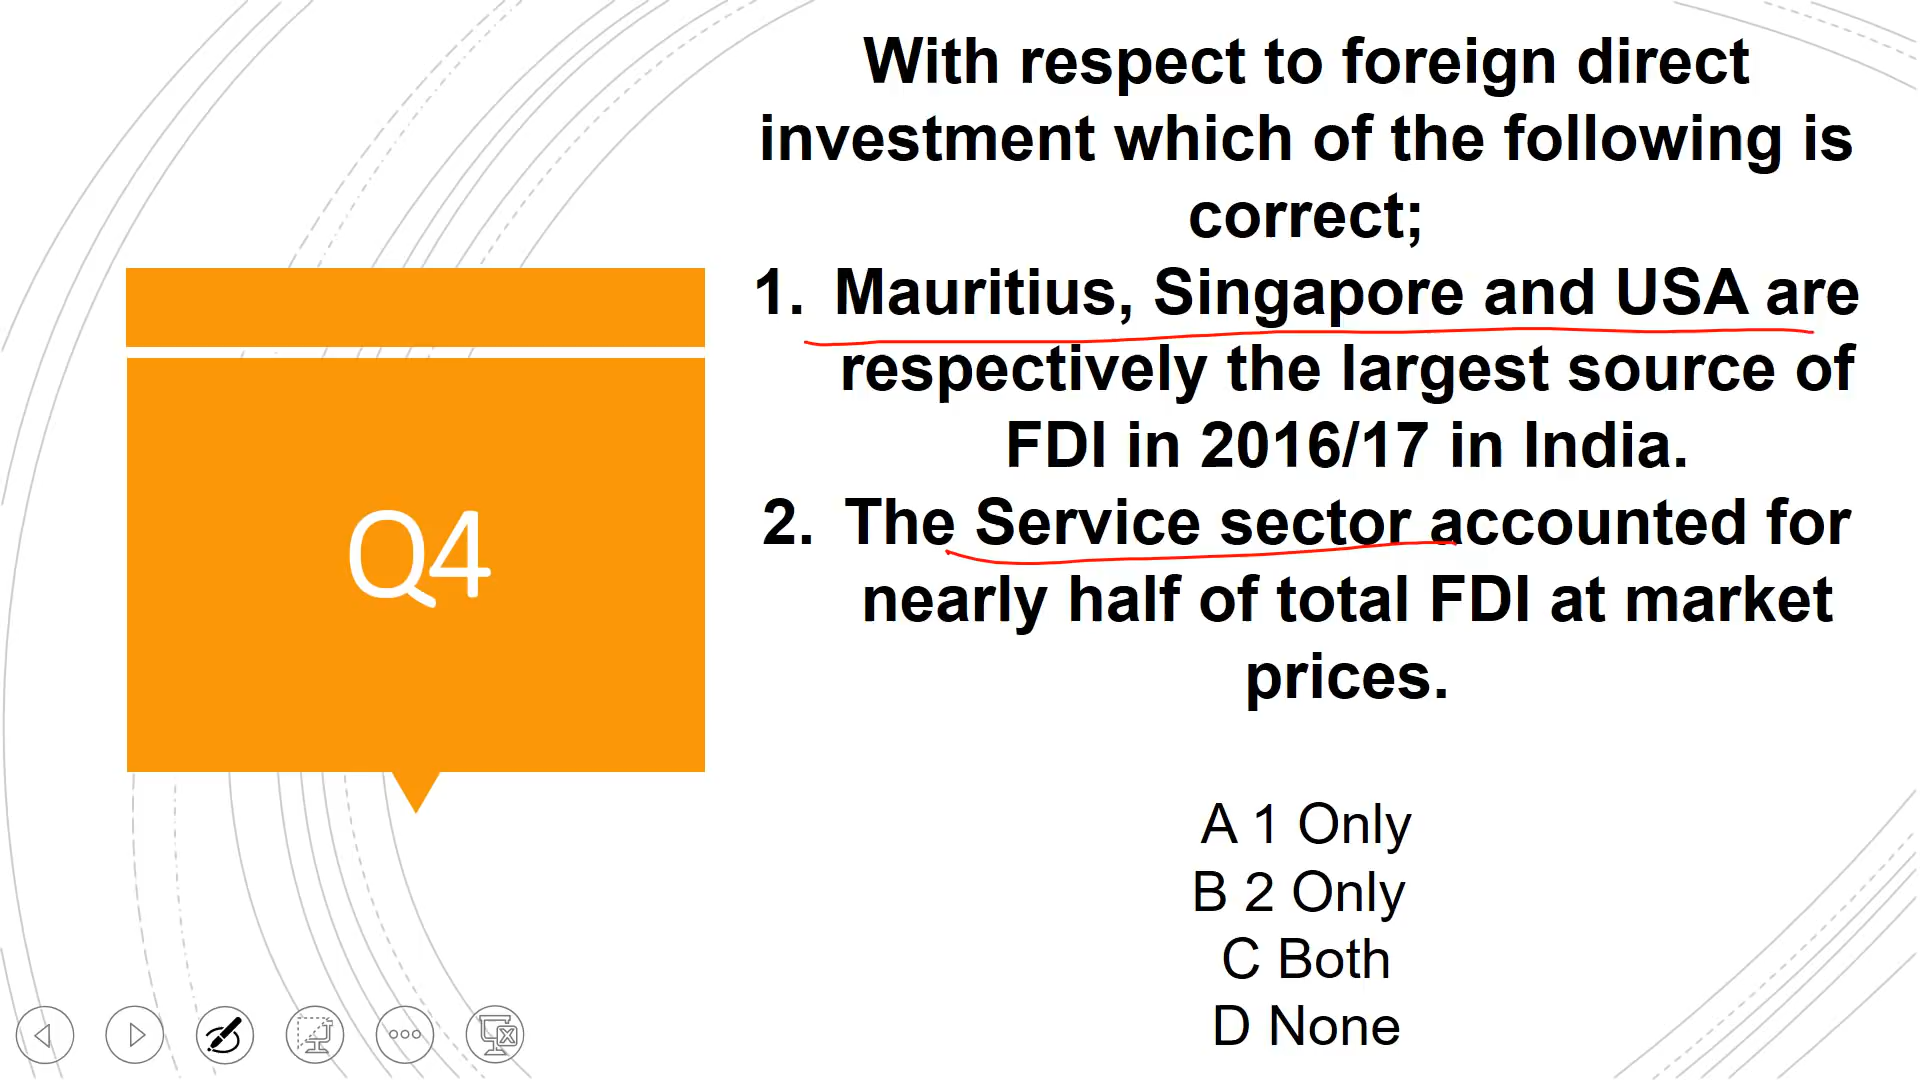 With respect to foreign direct
investment which of the following is
correct;
1. Mauritius, Singapore and USA are
respectively the largest source of
FDI in 2016/17 in India.
2. The Service sector accounted for
nearly half of total FDI at market
prices.
Q4
A 1 Only
B 2 Only
C Both
D None